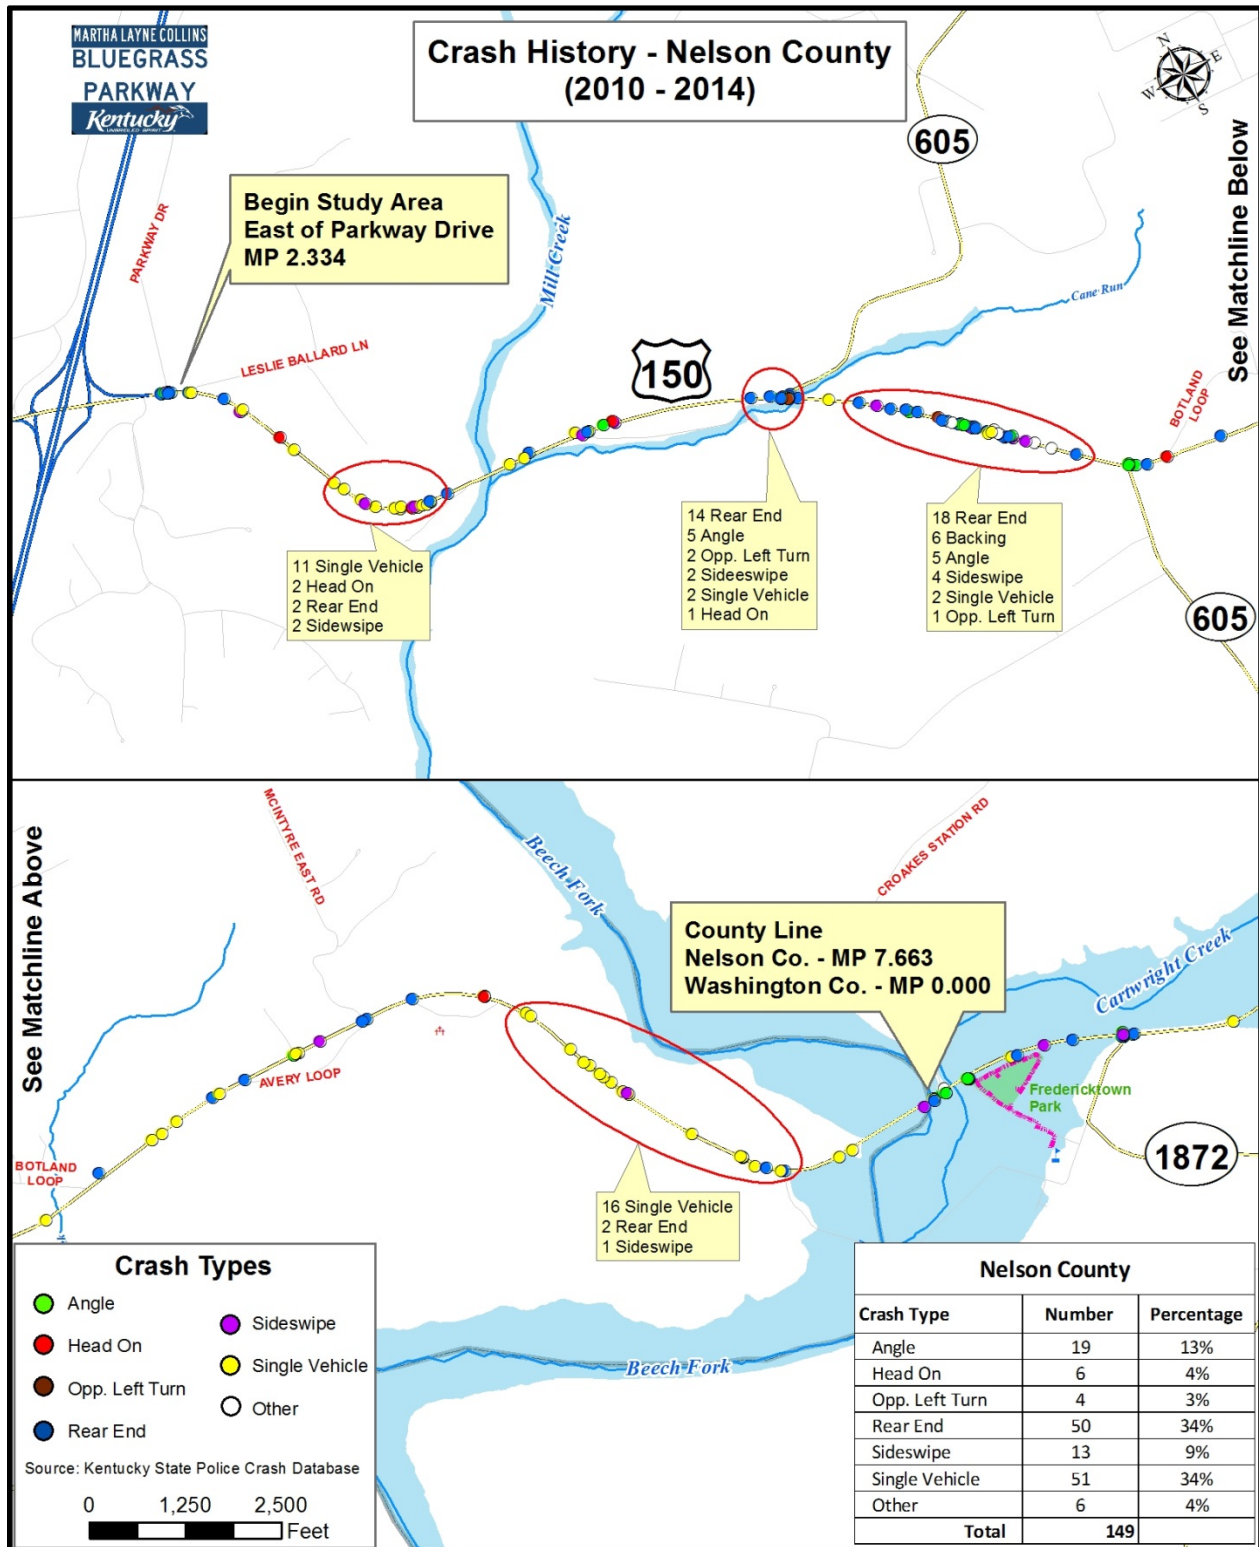 MARTHA LAYNE COLLINS
BLUEGRASS
PARKWAY
Kentucky
UNBRIDLED SPIRIT
Crash History - Nelson County
(2010 - 2014)
N
E
W
S
605
See Matchline Below
Begin Study Area
East of Parkway Drive
MP 2.334
PARKWAY DR
Mill Creek
Cane Run
LESLIE BALLARD LN
150
BOTLAND
LOOP
11 Single Vehicle
2 Head On
2 Rear End
2 Sidewsipe
14 Rear End
5 Angle
2 Opp. Left Turn
2 Sideeswipe
2 Single Vehicle
1 Head On
18 Rear End
6 Backing
5 Angle
4 Sideswipe
2 Single Vehicle
1 Opp. Left Turn
605
See Matchline Above
MCINTYRE EAST RD
Beech Fork
CROAKES STATION RD
County Line
Nelson Co. - MP 7.663
Washington Co. - MP 0.000
Cartwright Creek
AVERY LOOP
Fredericktown
Park
BOTLAND
LOOP
1872
16 Single Vehicle
2 Rear End
1 Sideswipe
Beech Fork
Crash Types
Angle
Head On
Opp. Left Turn
Rear End
Sideswipe
Single Vehicle
Other
Source: Kentucky State Police Crash Database
0 1,250 2,500
Feet
Nelson County
Crash Type Number Percentage
Angle 19 13%
Head On 6 4%
Opp. Left Turn 4 3%
Rear End 50 34%
Sideswipe 13 9%
Single Vehicle 51 34%
Other 6 4%
Total 149